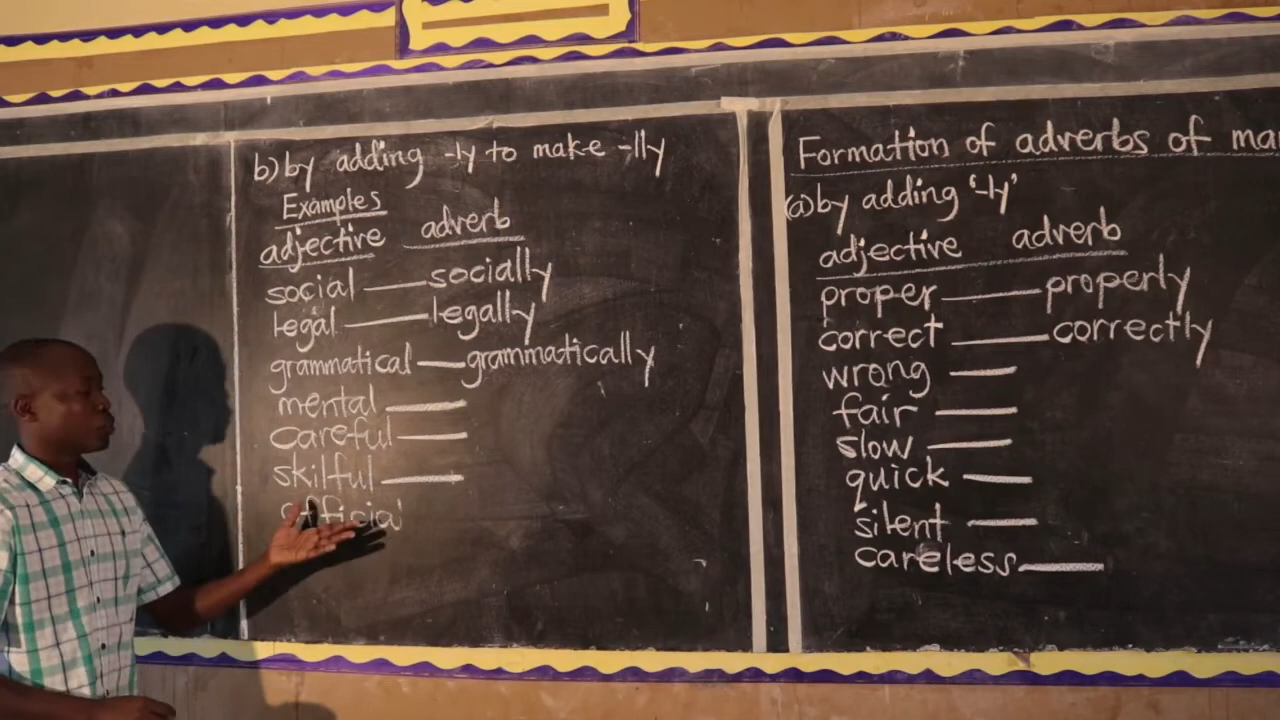 b) by adding -ly to make -lly
Examples
adjective adverb
social — socially
legal — legally
grammatical — grammatically
mental —
careful —
skilful —
official
Formation of adverbs of
(a) by adding '-ly'
adjective adverb
proper — properly
correct — correctly
wrong —
fair —
slow —
quick —
silent —
careless —